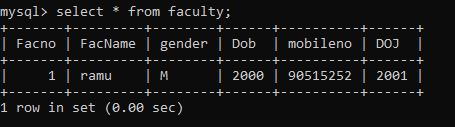 mysql> select * from faculty;
+-------+---------+--------+------+----------+------+
| Facno | FacName | gender | Dob | mobileno | DOJ |
+-------+---------+--------+------+----------+------+
| 1 | ramu | M | 2000 | 90515252 | 2001 |
+-------+---------+--------+------+----------+------+
1 row in set (0.00 sec)